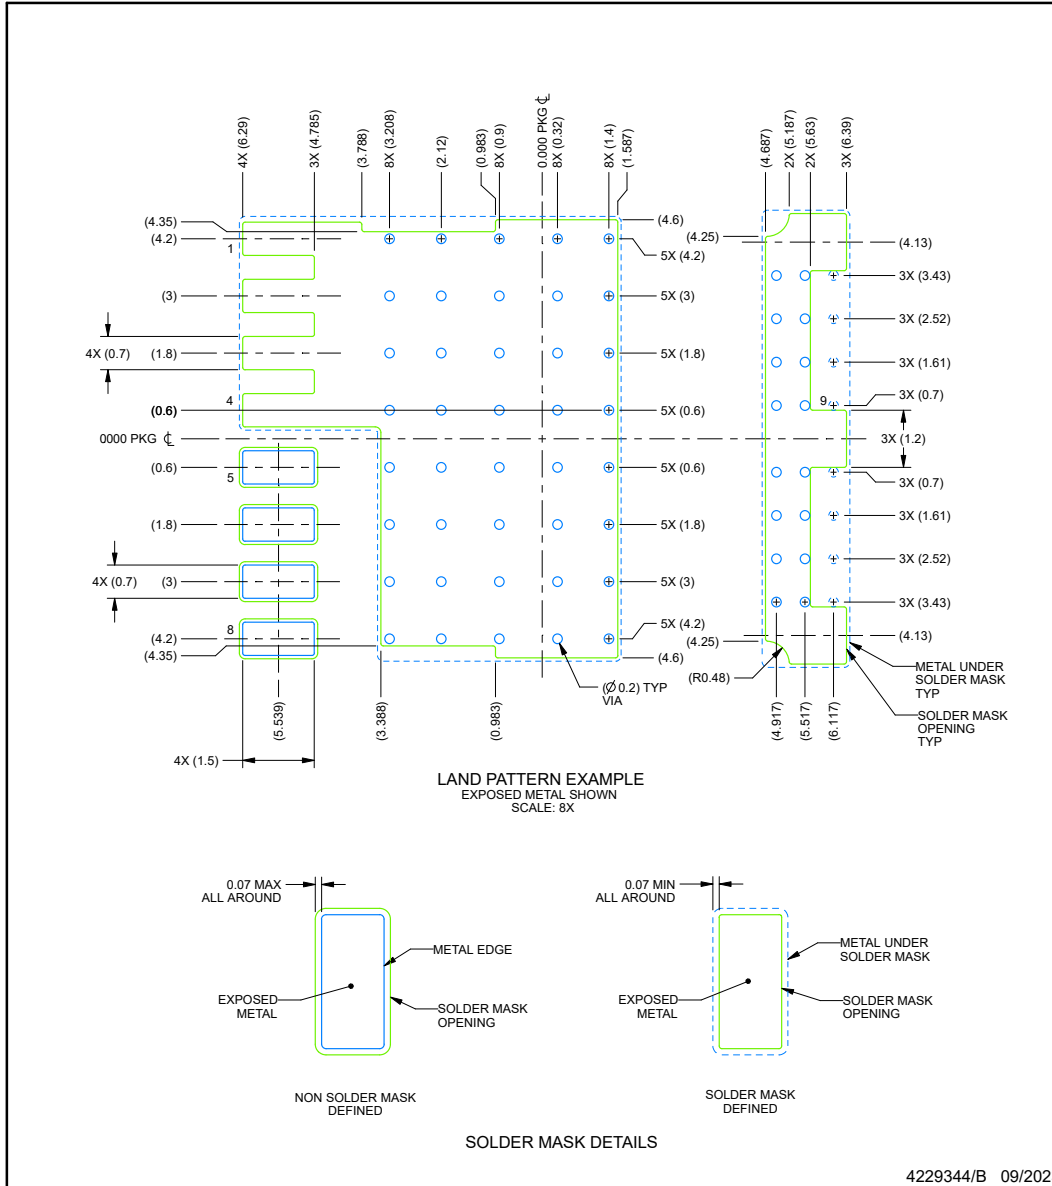 4X (6.29)
3X (4.785)
(3.788)
8X (3.208)
(2.12)
(0.983)
8X (0.9)
0.000 PKG ℄
8X (0.32)
8X (1.4)
(1.587)
(4.687)
2X (5.187)
2X (5.63)
3X (6.39)
(4.35)
(4.2)
1
(3)
4X (0.7)
(1.8)
(0.6)
4
0000 PKG ℄
(0.6)
5
(1.8)
4X (0.7)
(3)
(4.2)
8
(4.35)
(4.6)
5X (4.2)
5X (3)
5X (1.8)
5X (0.6)
5X (0.6)
5X (1.8)
5X (3)
5X (4.2)
(4.6)
(Ø 0.2) TYP
VIA
(4.25)
(4.13)
3X (3.43)
3X (2.52)
3X (1.61)
3X (0.7)
9
3X (1.2)
3X (0.7)
3X (1.61)
3X (2.52)
3X (3.43)
(4.25)
(4.13)
(R0.48)
METAL UNDER
SOLDER MASK
TYP
SOLDER MASK
OPENING
TYP
(5.539)
(3.388)
(0.983)
(4.917)
(5.517)
(6.117)
4X (1.5)
LAND PATTERN EXAMPLE
EXPOSED METAL SHOWN
SCALE: 8X
0.07 MAX
ALL AROUND
METAL EDGE
EXPOSED
METAL
SOLDER MASK
OPENING
NON SOLDER MASK
DEFINED
0.07 MIN
ALL AROUND
METAL UNDER
SOLDER MASK
EXPOSED
METAL
SOLDER MASK
OPENING
SOLDER MASK
DEFINED
SOLDER MASK DETAILS
4229344/B 09/202